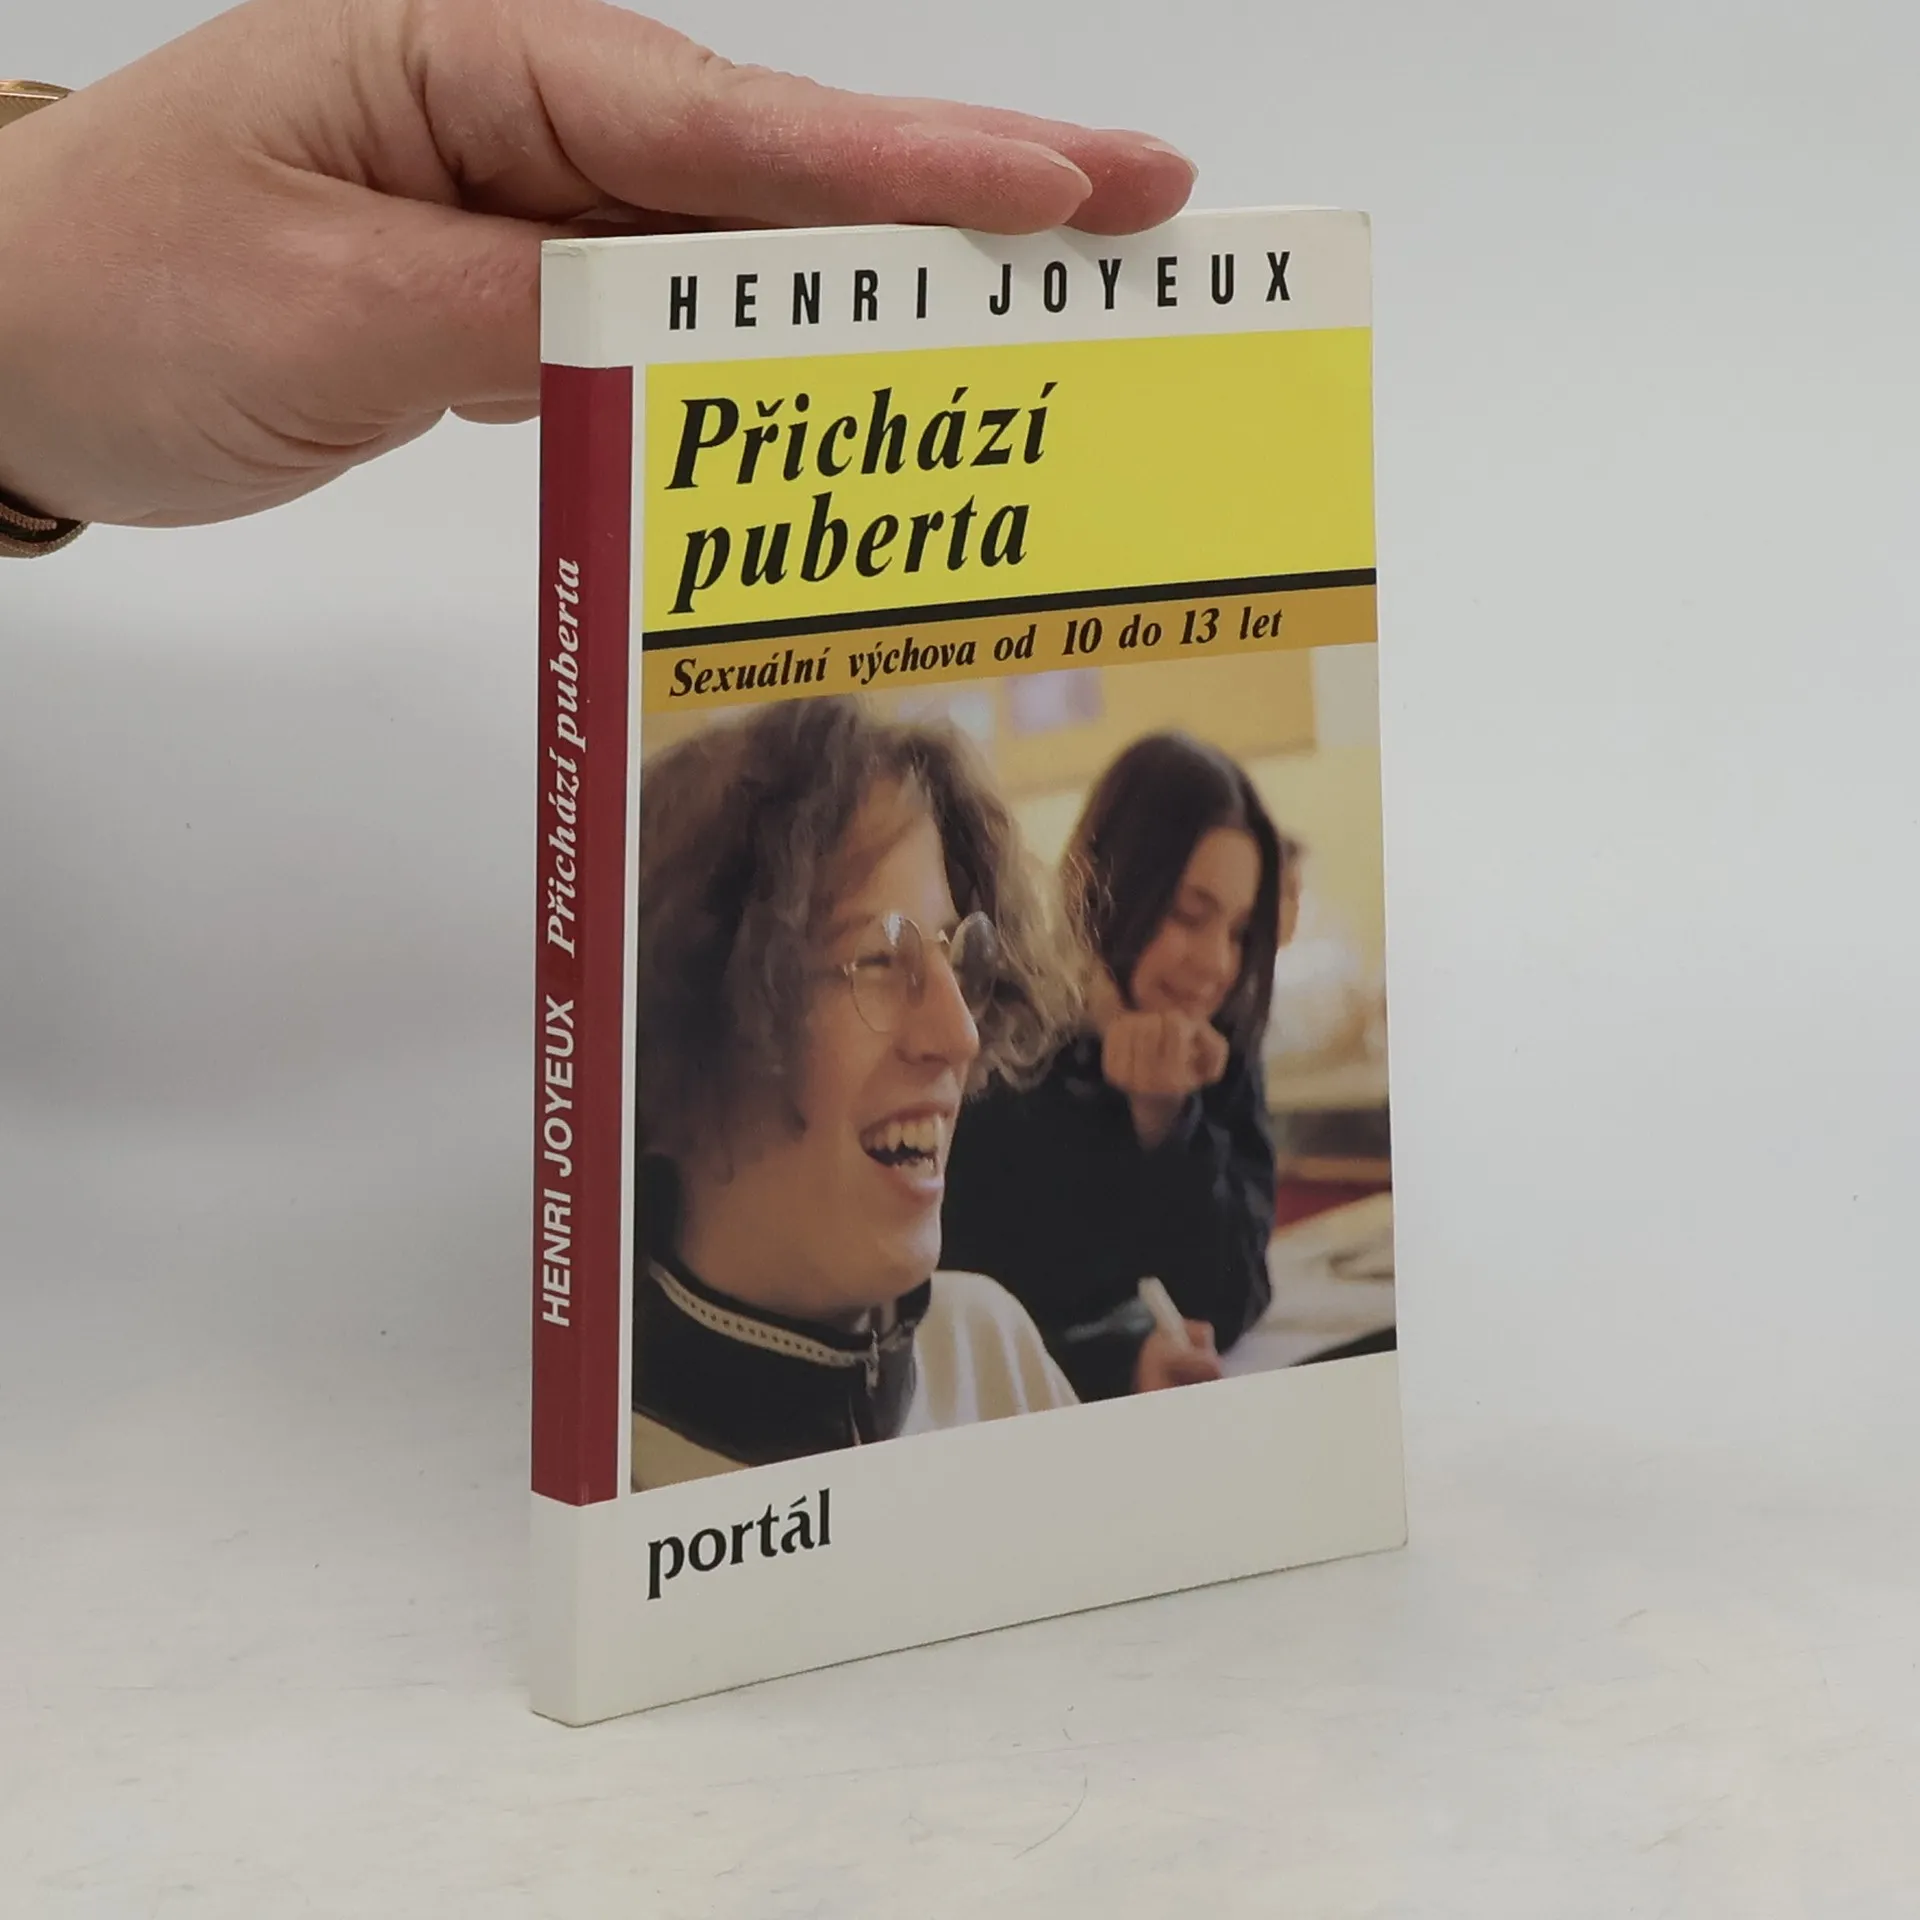 HENRI JOYEUX
Přichází
puberta
Sexuální výchova od 10 do 13 let
portál
HENRI JOYEUX Přichází puberta